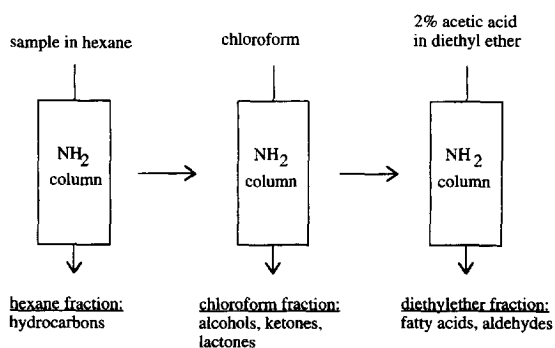 sample in hexane
chloroform
2% acetic acid
in diethyl ether
NH2
column
NH2
column
NH2
column
hexane fraction:
hydrocarbons
chloroform fraction:
alcohols, ketones,
lactones
diethylether fraction:
fatty acids, aldehydes